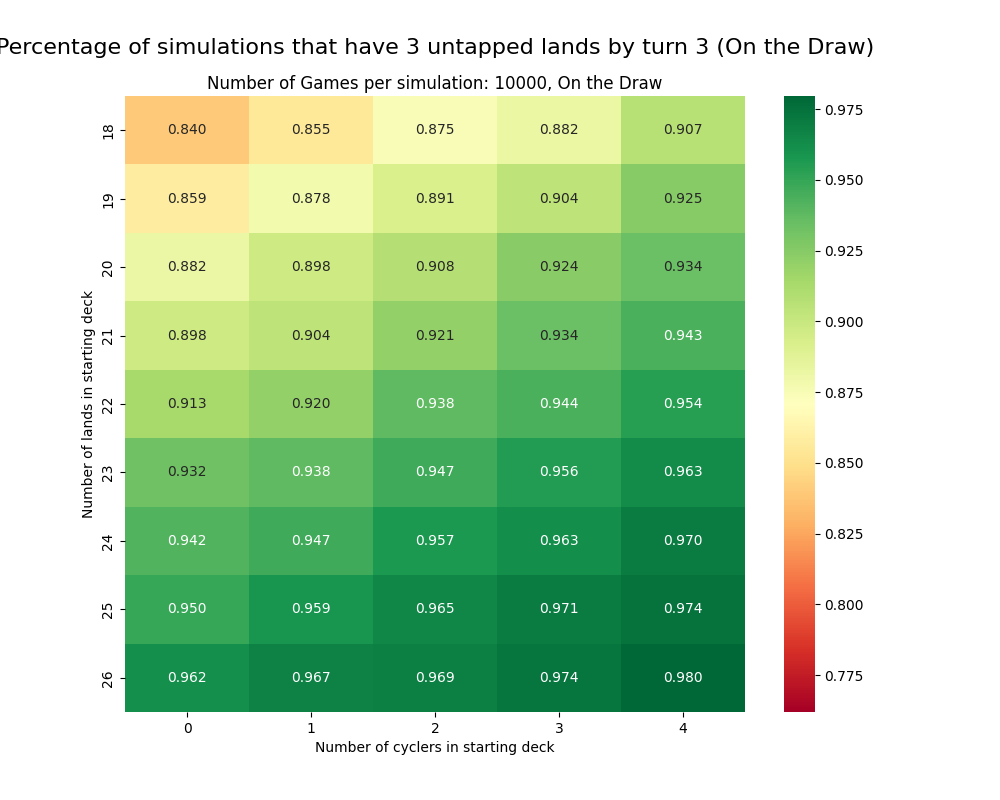 Percentage of simulations that have 3 untapped lands by turn 3 (On the Draw)
Number of Games per simulation: 10000, On the Draw
18 0.840 0.855 0.875 0.882 0.907
19 0.859 0.878 0.891 0.904 0.925
20 0.882 0.898 0.908 0.924 0.934
21 0.898 0.904 0.921 0.934 0.943
22 0.913 0.920 0.938 0.944 0.954
23 0.932 0.938 0.947 0.956 0.963
24 0.942 0.947 0.957 0.963 0.970
25 0.950 0.959 0.965 0.971 0.974
26 0.962 0.967 0.969 0.974 0.980
0 1 2 3 4
Number of cyclers in starting deck
Number of lands in starting deck
0.975
0.950
0.925
0.900
0.875
0.850
0.825
0.800
0.775